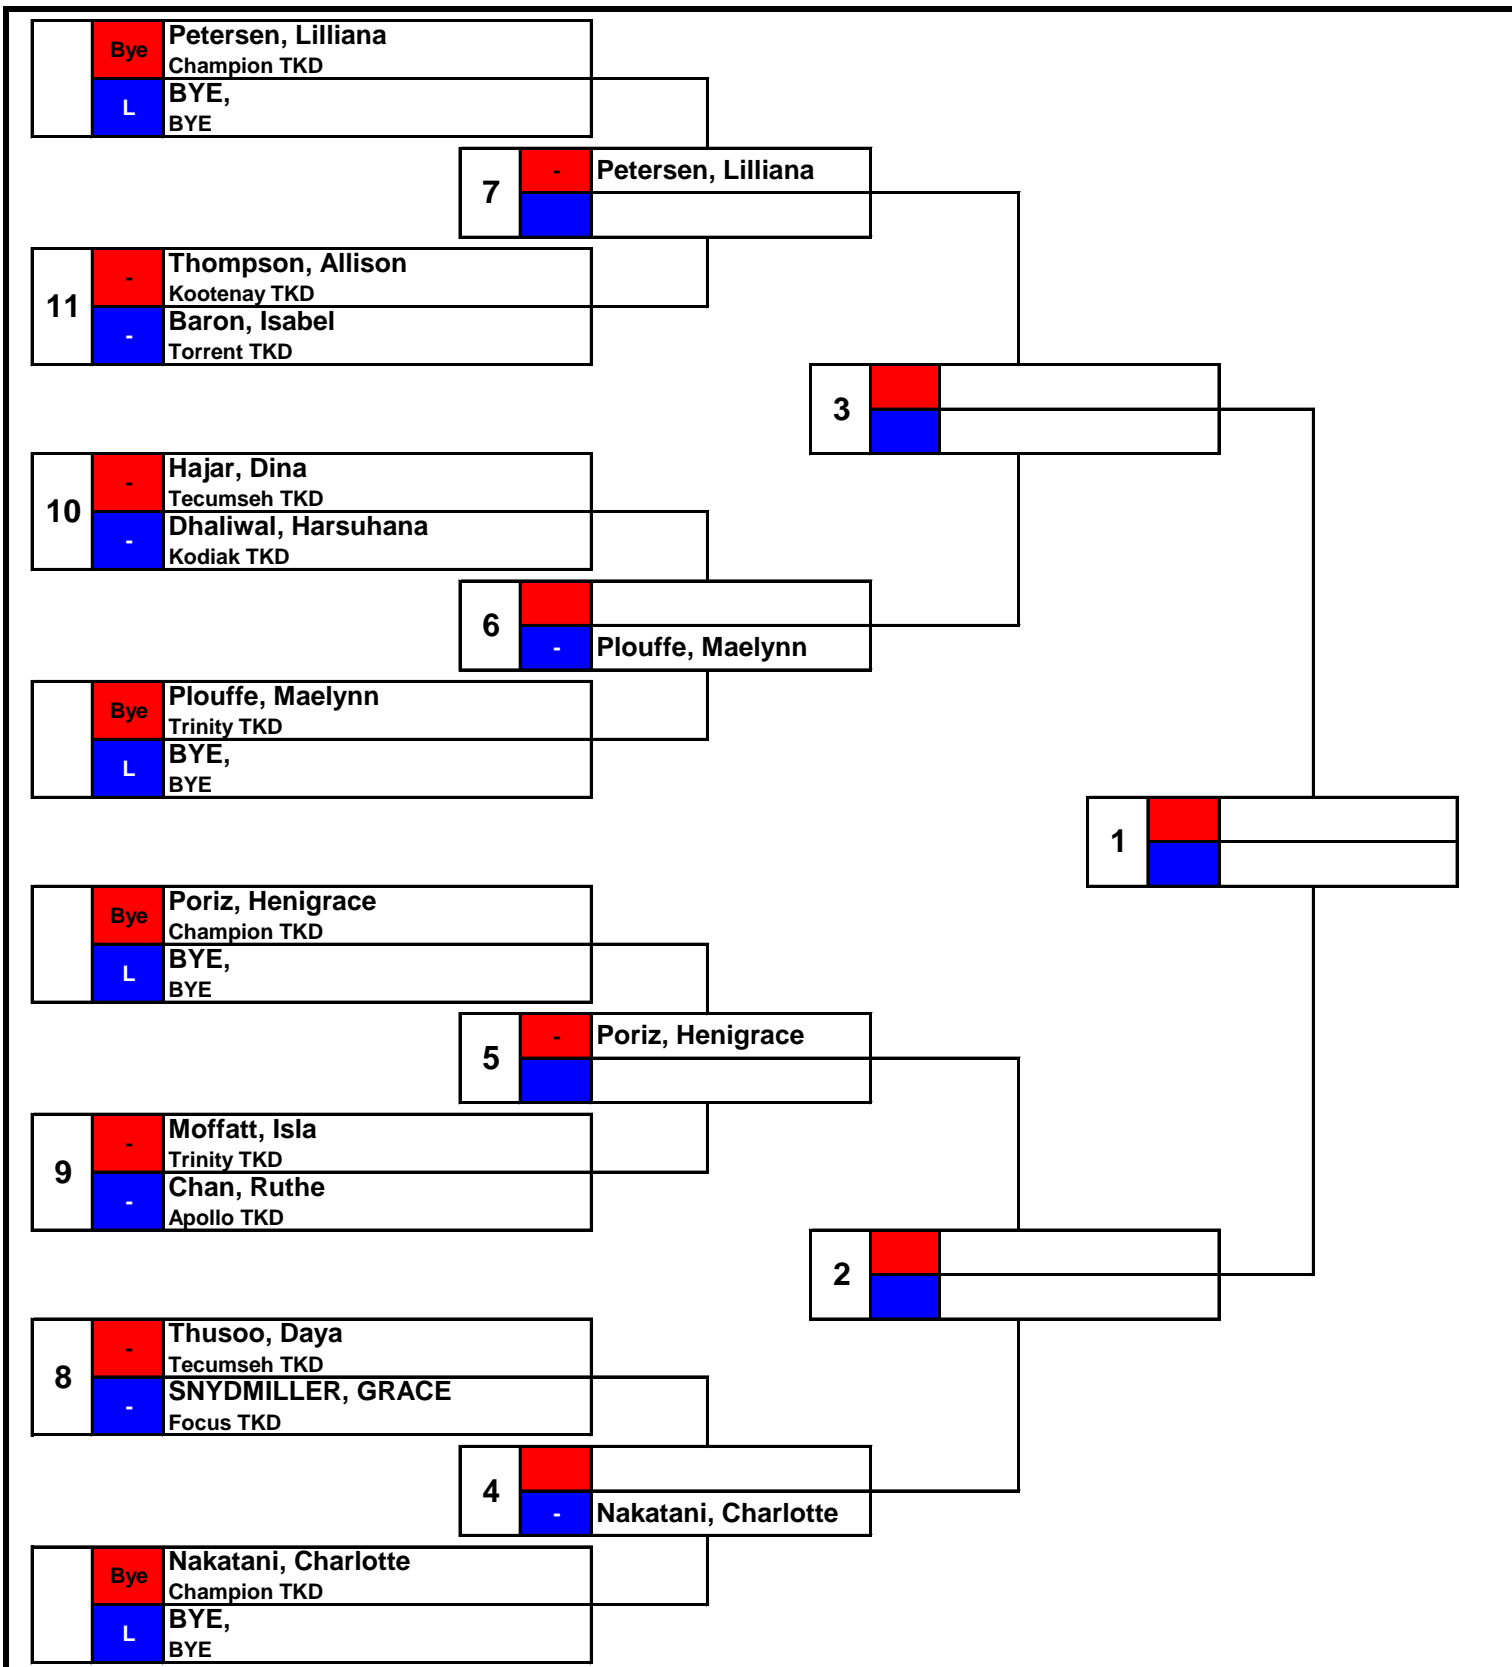 Bye Petersen, Lilliana
Champion TKD
L BYE,
BYE
7 - Petersen, Lilliana
11 - Thompson, Allison
Kootenay TKD
- Baron, Isabel
Torrent TKD
3
10 - Hajar, Dina
Tecumseh TKD
- Dhaliwal, Harsuhana
Kodiak TKD
6
- Plouffe, Maelynn
Bye Plouffe, Maelynn
Trinity TKD
L BYE,
BYE
1
Bye Poriz, Henigrace
Champion TKD
L BYE,
BYE
5 - Poriz, Henigrace
9 - Moffatt, Isla
Trinity TKD
- Chan, Ruthe
Apollo TKD
2
8 - Thusoo, Daya
Tecumseh TKD
- SNYDMILLER, GRACE
Focus TKD
4
- Nakatani, Charlotte
Bye Nakatani, Charlotte
Champion TKD
L BYE,
BYE